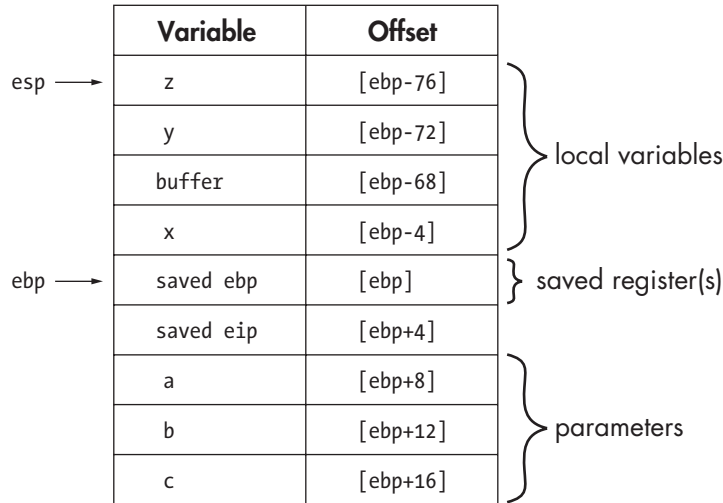 Variable Offset
esp z [ebp-76]
y [ebp-72]
local variables
buffer [ebp-68]
x [ebp-4]
ebp saved ebp [ebp] saved register(s)
saved eip [ebp+4]
a [ebp+8]
b [ebp+12] parameters
c [ebp+16]